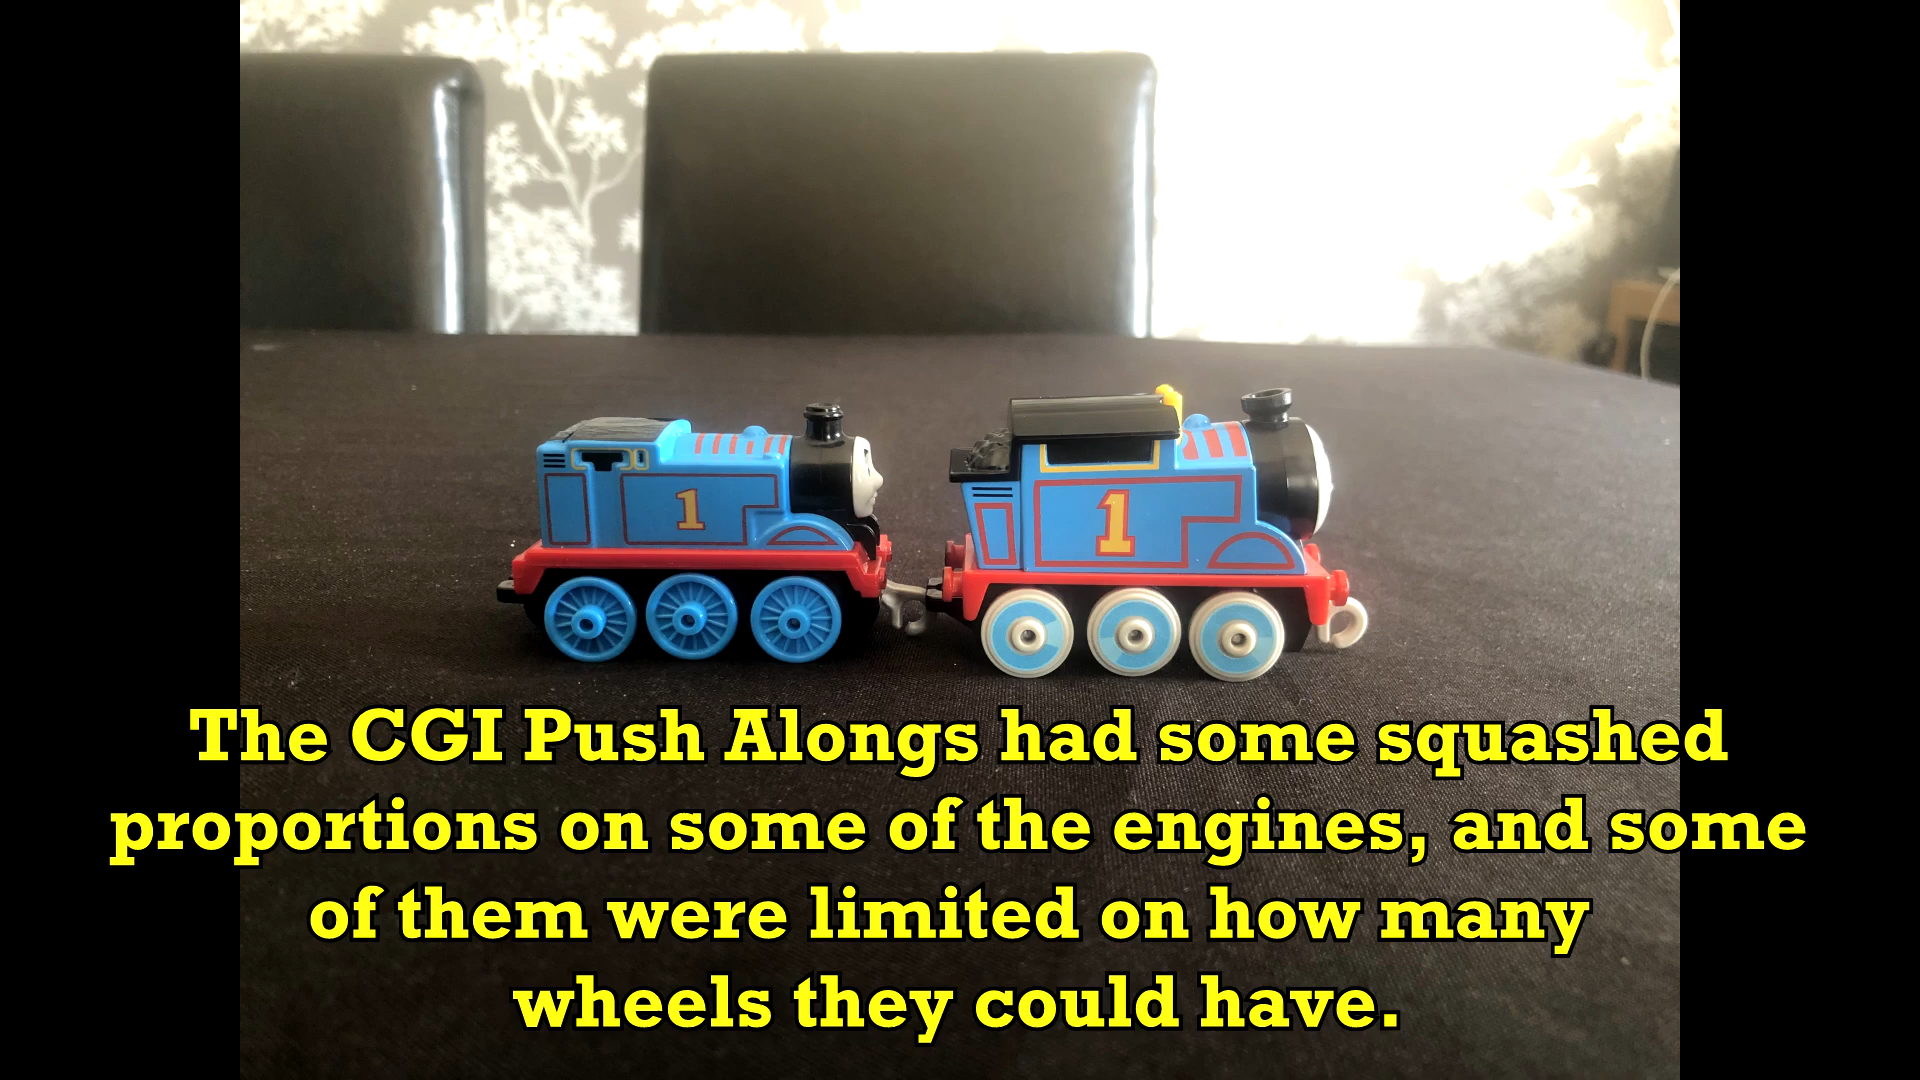 1
1
The CGI Push Alongs had some squashed
proportions on some of the engines, and some
of them were limited on how many
wheels they could have.